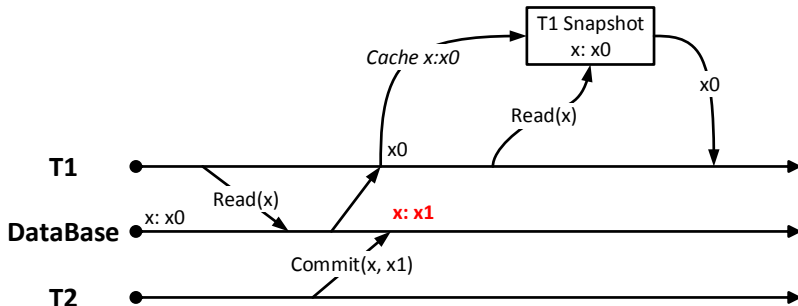 T1 Snapshot
x: x0
Cache x:x0
x0
Read(x)
x0
T1
Read(x)
x: x0
x: x1
DataBase
Commit(x, x1)
T2